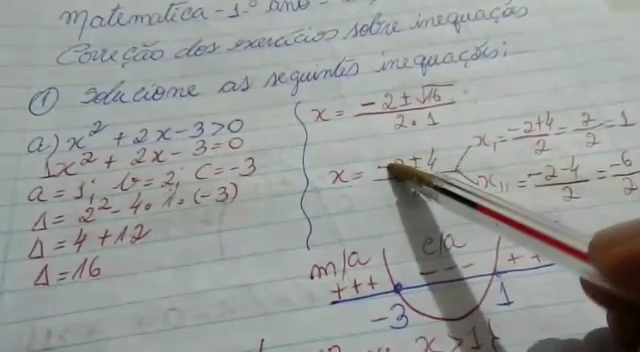 Matematica - 1.º ano -
Correção dos exercícios sobre inequações
① Solucione as seguintes inequações:
a) x² + 2x - 3 > 0
1x² + 2x - 3 = 0
a = 1; b = 2; c = -3
Δ = 2² - 4 · 1 · (-3)
Δ = 4 + 12
Δ = 16
x = -2 ± √16 / 2 · 1
x = -2 ± 4
x₁ = -2+4 / 2 = 2/2 = 1
x₁₁ = -2-4 / 2 = -6/2
m/a c/a
+++ --- ++
-3 1
x > 1}